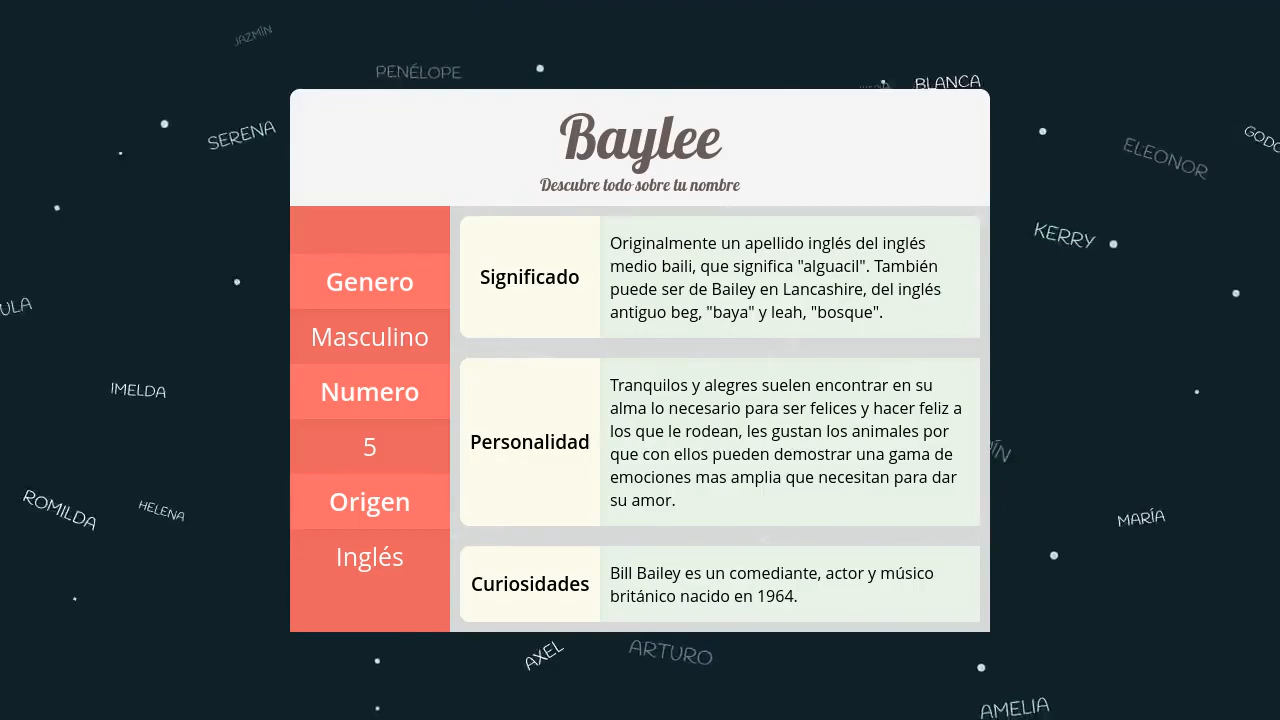 JAZMÍN
PENÉLOPE
BLANCA
SERENA
ELEONOR
Baylee
Descubre todo sobre tu nombre
KERRY
ULA
IMELDA
ROMILDA
HELENA
MARÍA
Genero
Masculino
Numero
5
Origen
Inglés
Significado
Originalmente un apellido inglés del inglés
medio baili, que significa "alguacil". También
puede ser de Bailey en Lancashire, del inglés
antiguo beg, "baya" y leah, "bosque".
Personalidad
Tranquilos y alegres suelen encontrar en su
alma lo necesario para ser felices y hacer feliz a
los que le rodean, les gustan los animales por
que con ellos pueden demostrar una gama de
emociones mas amplia que necesitan para dar
su amor.
Curiosidades
Bill Bailey es un comediante, actor y músico
británico nacido en 1964.
AXEL
ARTURO
AMELIA